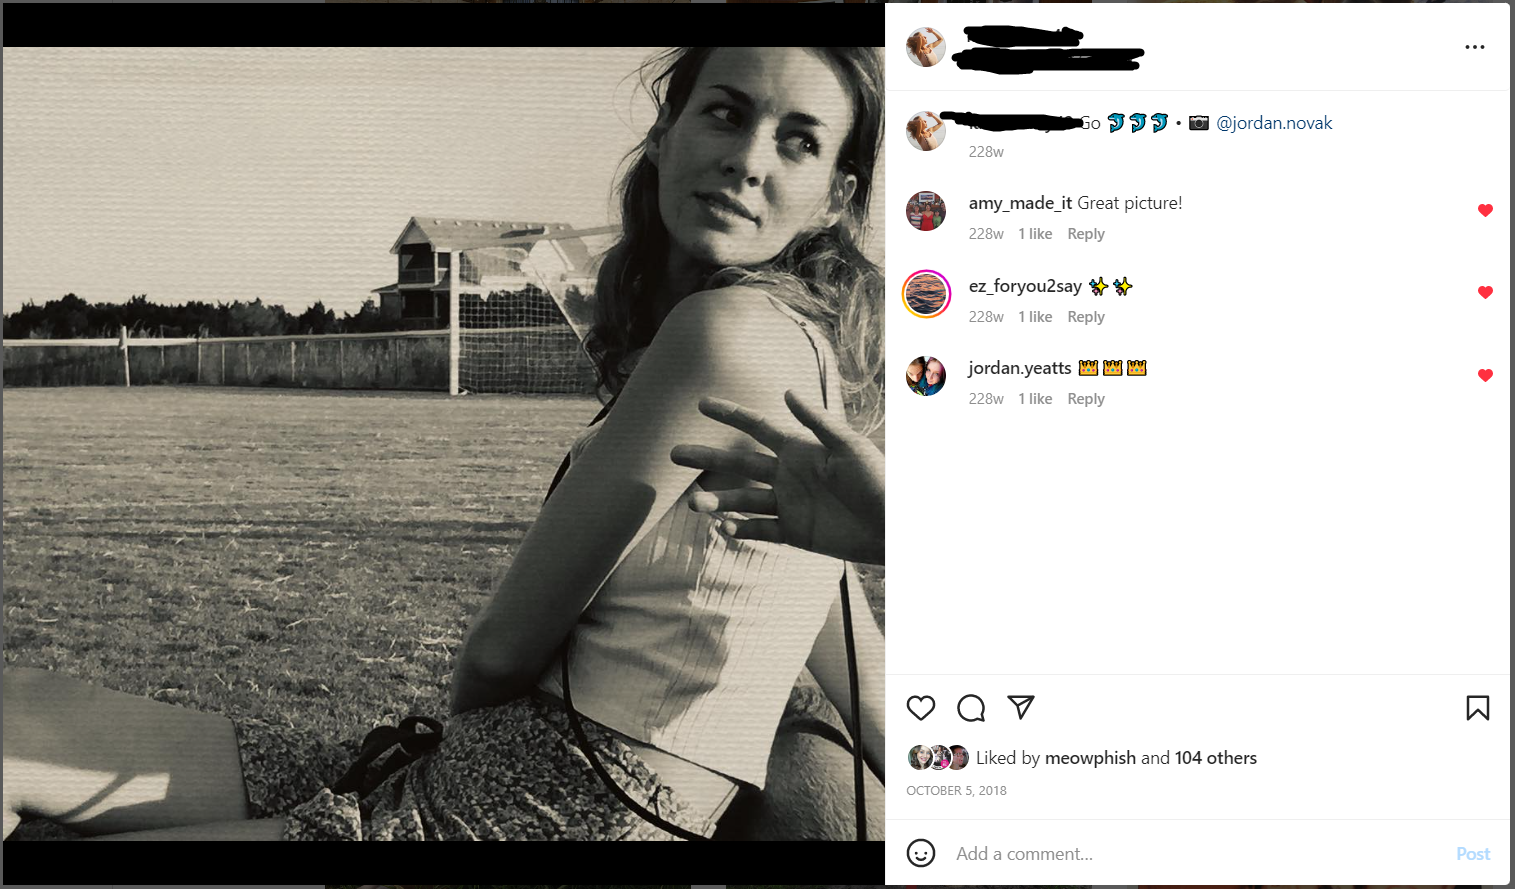 Go 🐬🐬🐬 • 📷 @jordan.novak
228w
amy_made_it Great picture!
228w 1 like Reply
ez_foryou2say ✨✨
228w 1 like Reply
jordan.yeatts 👑👑👑
228w 1 like Reply
Liked by meowphish and 104 others
OCTOBER 5, 2018
Add a comment...
Post